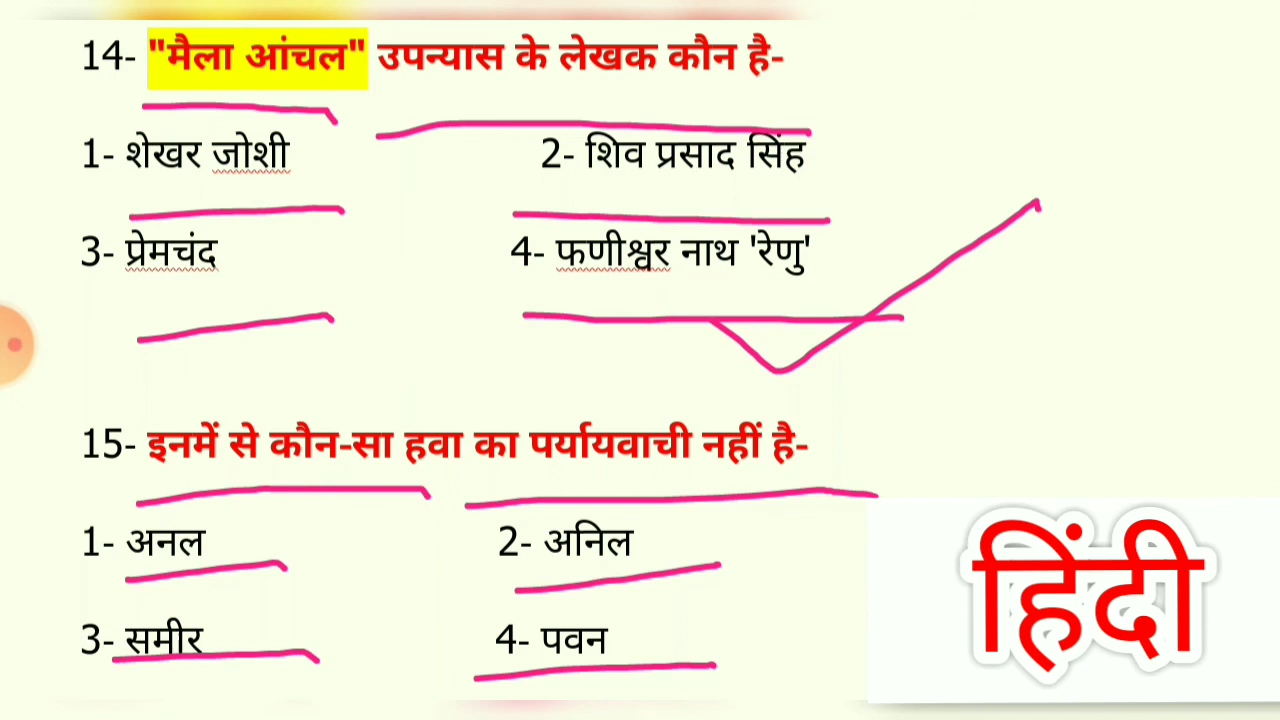 14- "मैला आंचल" उपन्यास के लेखक कौन है-
1- शेखर जोशी 2- शिव प्रसाद सिंह
3- प्रेमचंद 4- फणीश्वर नाथ 'रेणु'
15- इनमें से कौन-सा हवा का पर्यायवाची नहीं है-
1- अनल 2- अनिल
3- समीर 4- पवन
हिंदी